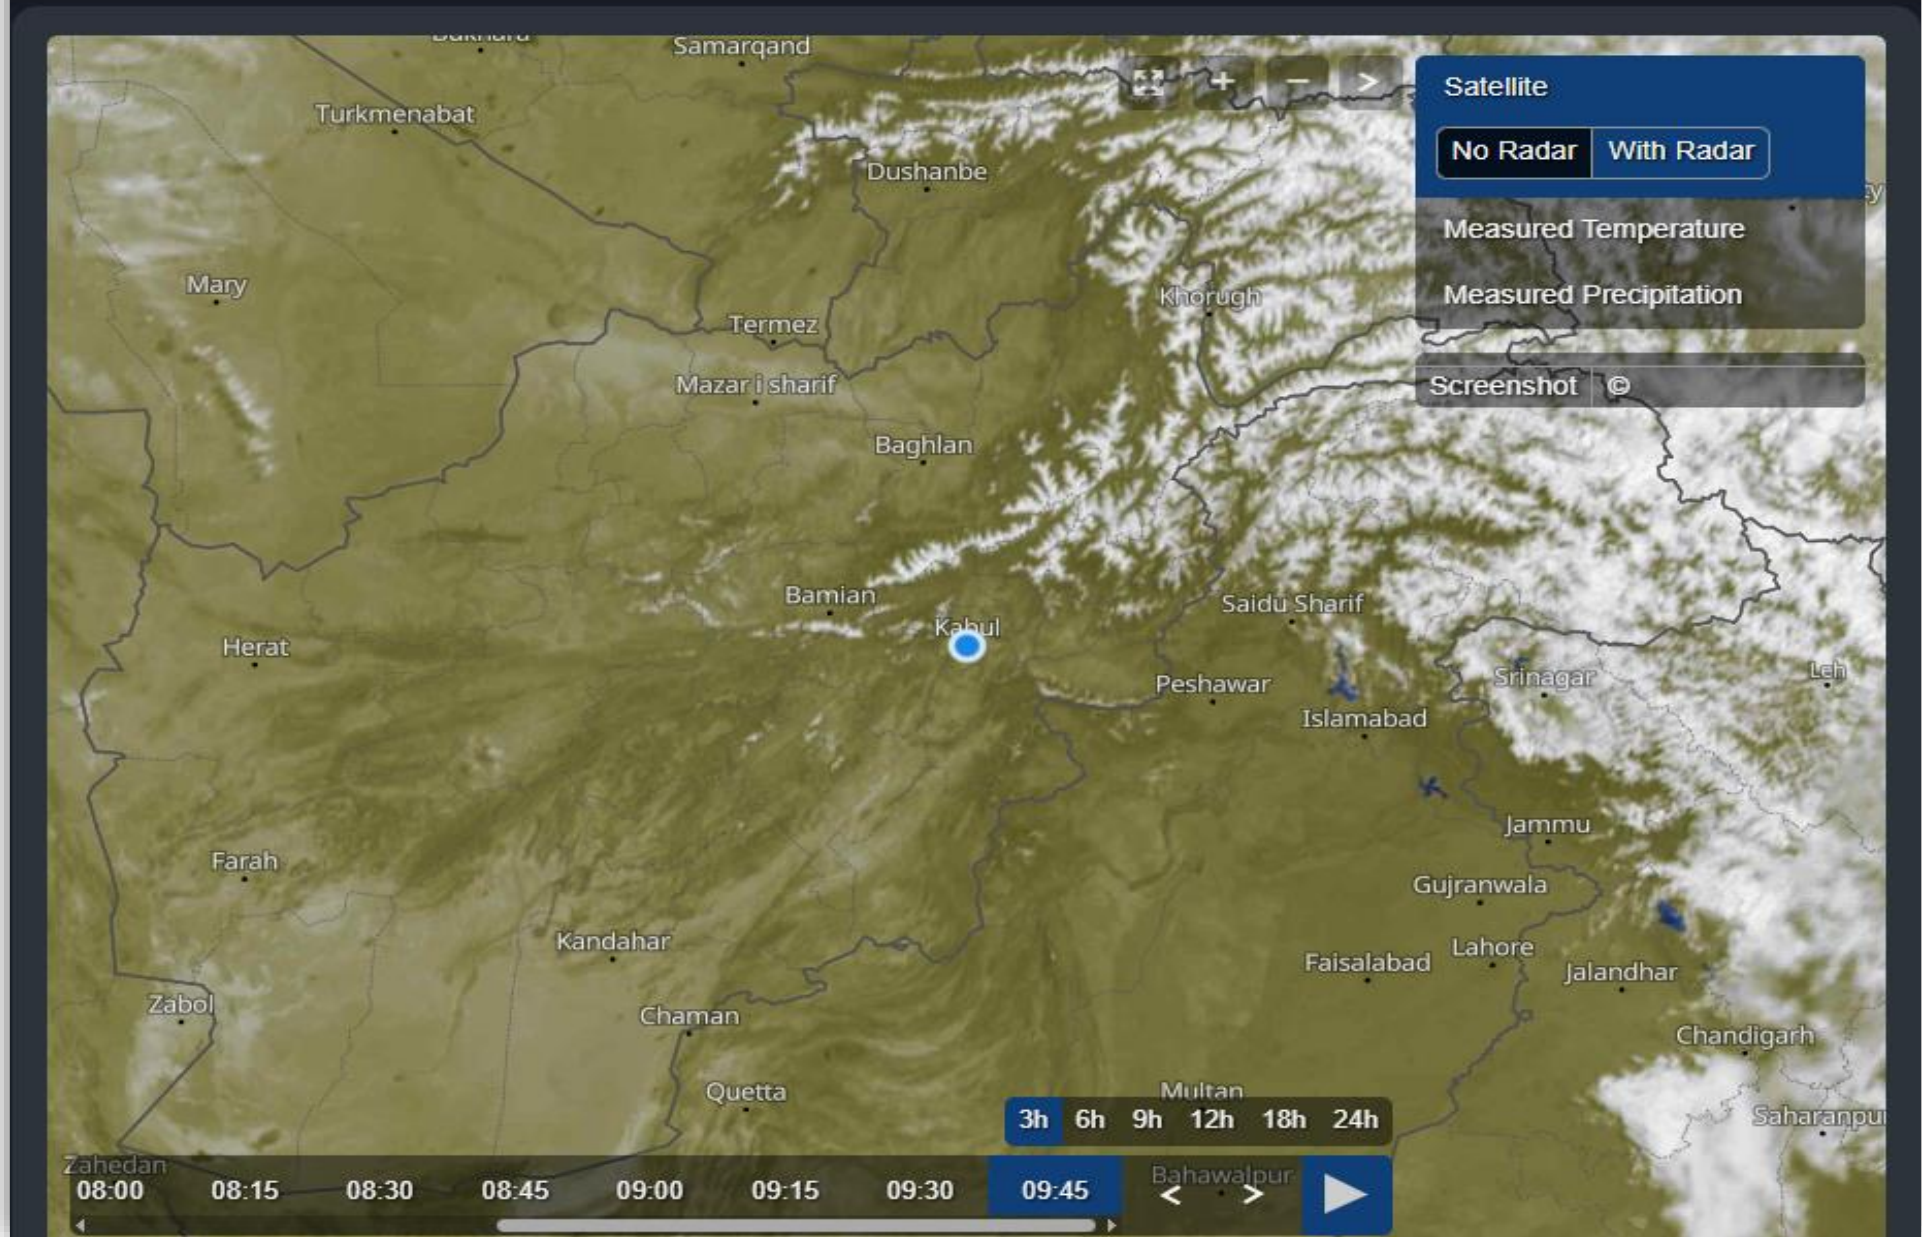 Bukhara
Samarqand
Turkmenabat
Dushanbe
+ − >
Satellite
No Radar With Radar
Measured Temperature
Measured Precipitation
Screenshot ©
Mary
Khorugh
Termez
Mazar i sharif
Baghlan
Bamian
Saidu Sharif
Kabul
Herat
Peshawar
Srinagar
Leh
Islamabad
Jammu
Farah
Gujranwala
Kandahar
Lahore
Faisalabad
Jalandhar
Zabol
Chaman
Chandigarh
Quetta
Multan
Saharanpu
3h 6h 9h 12h 18h 24h
Zahedan
Bahawalpur
08:00 08:15 08:30 08:45 09:00 09:15 09:30 09:45 < >